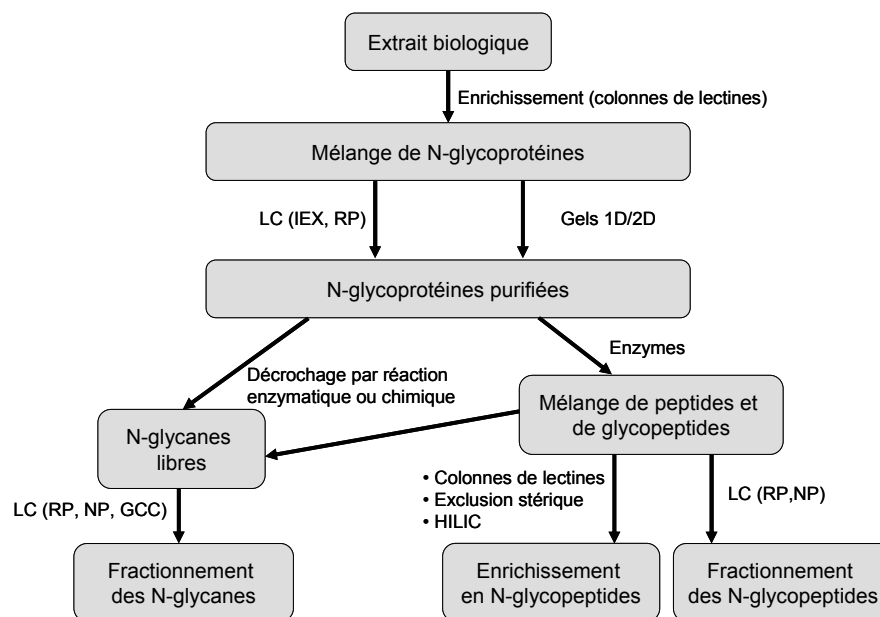 Extrait biologique
Enrichissement (colonnes de lectines)
Mélange de N-glycoprotéines
LC (IEX, RP)
Gels 1D/2D
N-glycoprotéines purifiées
Enzymes
Décrochage par réaction
enzymatique ou chimique
Mélange de peptides et
de glycopeptides
N-glycanes
libres
• Colonnes de lectines
• Exclusion stérique
• HILIC
LC (RP,NP)
LC (RP, NP, GCC)
Fractionnement
des N-glycanes
Enrichissement
en N-glycopeptides
Fractionnement
des N-glycopeptides